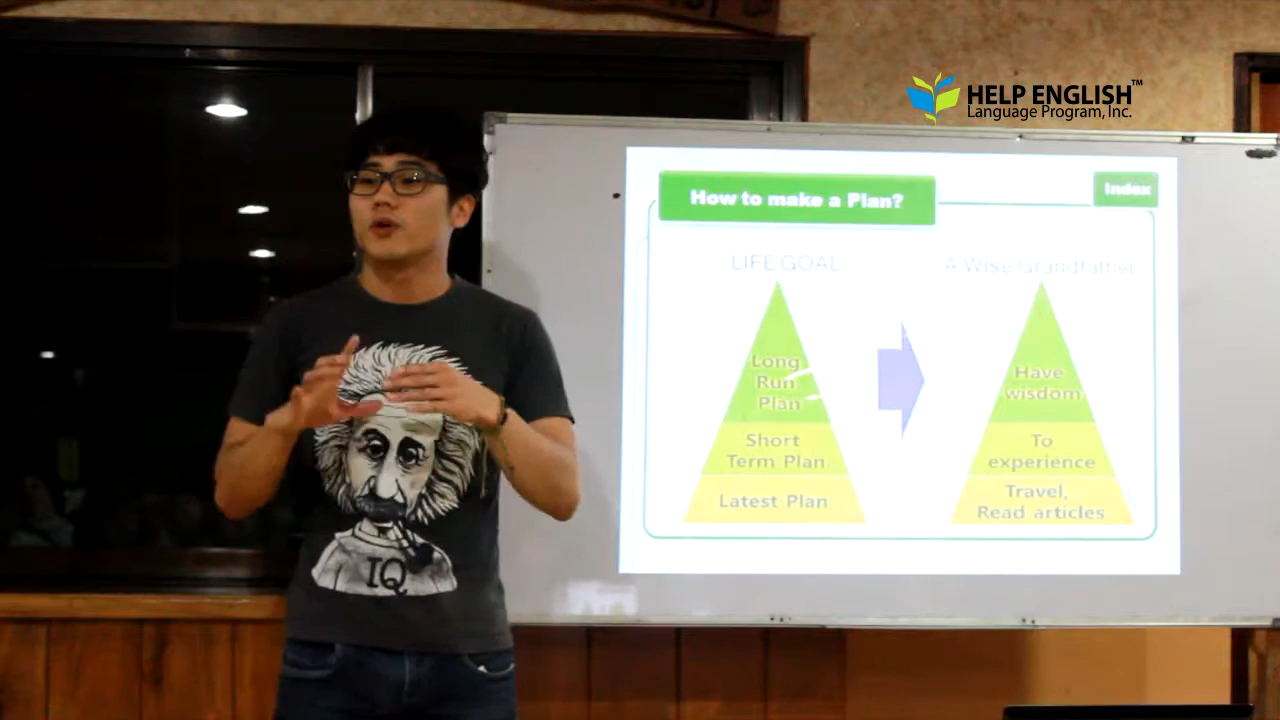 HELP ENGLISH™
Language Program, Inc.
How to make a Plan?
Index
LIFE GOAL
A Wise Grandfather
Long
Run
Plan
Short
Term Plan
Latest Plan
Have
wisdom
To
experience
Travel,
Read articles
IQ